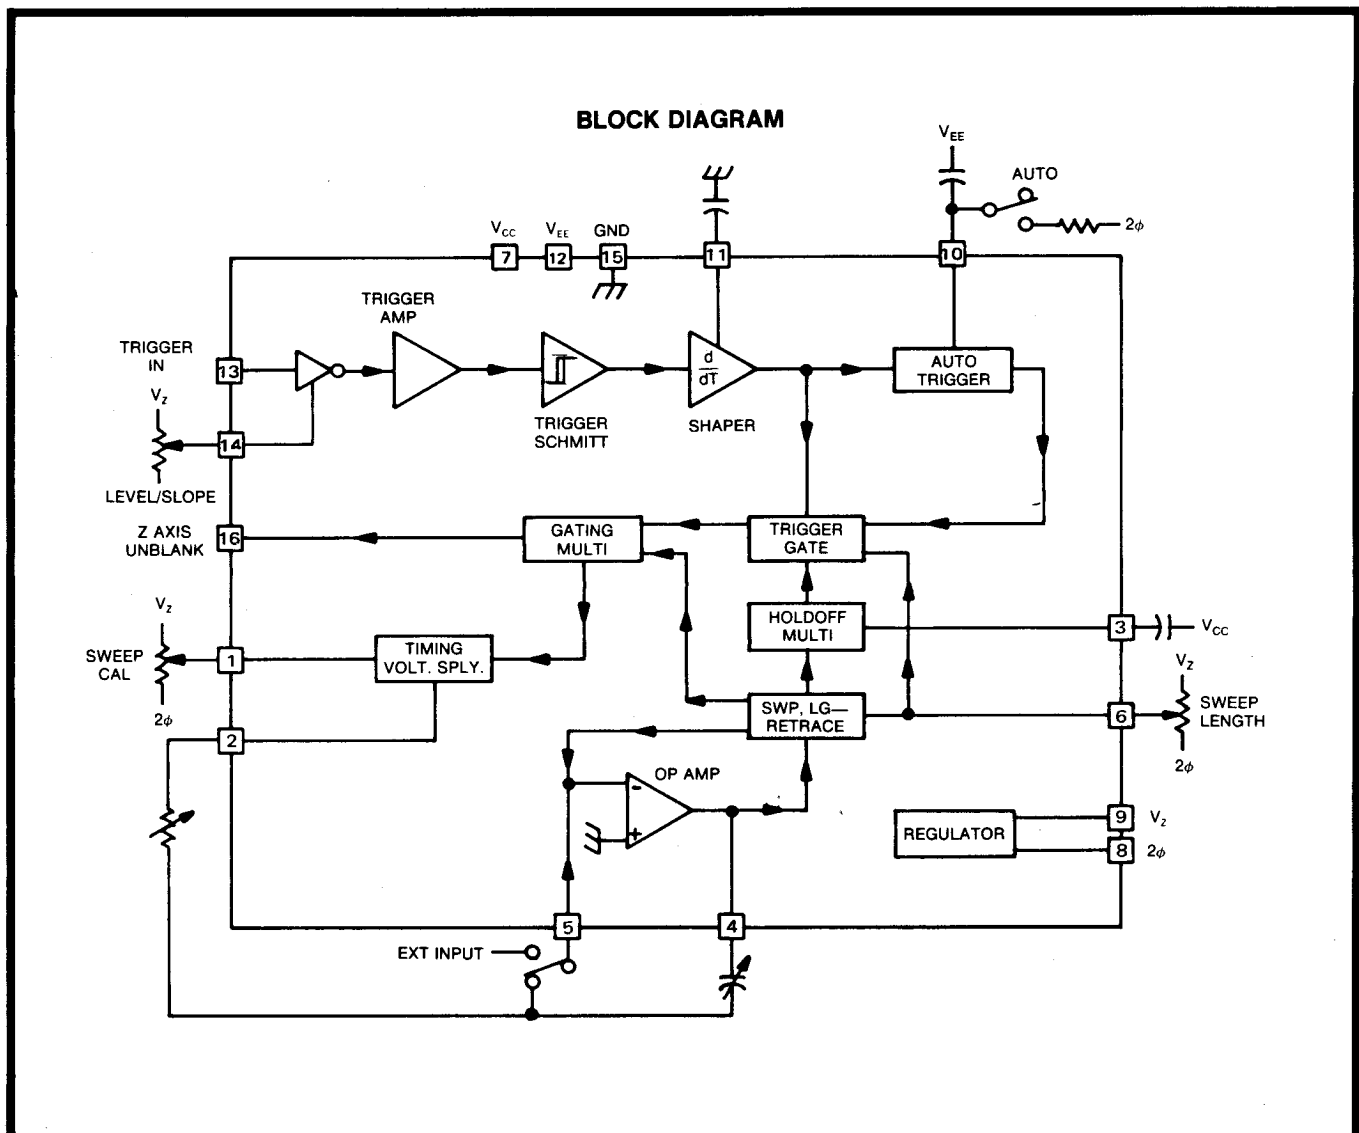 BLOCK DIAGRAM
VEE
AUTO
2φ
VCC
VEE
GND
7
12
15
11
10
TRIGGER
AMP
TRIGGER
IN
13
d
dT
AUTO
TRIGGER
VZ
14
TRIGGER
SCHMITT
SHAPER
LEVEL/SLOPE
Z AXIS
UNBLANK
16
GATING
MULTI
TRIGGER
GATE
VZ
HOLDOFF
MULTI
3
VCC
SWEEP
CAL
1
TIMING
VOLT. SPLY.
VZ
2φ
SWP, LG—
RETRACE
6
SWEEP
LENGTH
2
2φ
OP AMP
-
+
REGULATOR
9
VZ
8
2φ
5
4
EXT INPUT